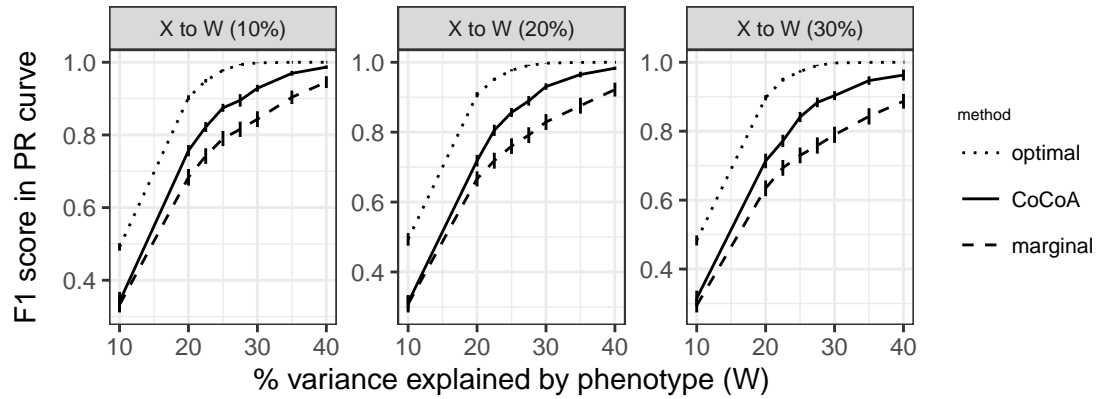 X to W (10%)
X to W (20%)
X to W (30%)
F1 score in PR curve
1.0
0.8
0.6
0.4
10 20 30 40
1.0
0.8
0.6
0.4
10 20 30 40
1.0
0.8
0.6
0.4
10 20 30 40
% variance explained by phenotype (W)
method
optimal
CoCoA
marginal